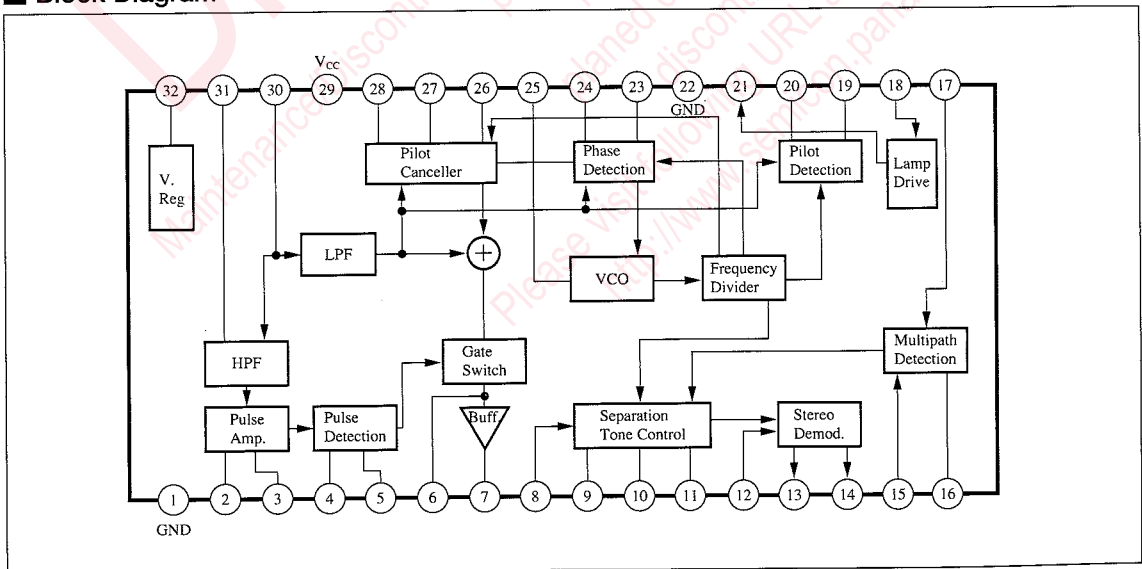 Block Diagram
V_CC
32 31 30 29 28 27 26 25 24 23 22 21 20 19 18 17
GND
V.
Reg
Pilot
Canceller
Phase
Detection
Pilot
Detection
Lamp
Drive
LPF
+
VCO
Frequency
Divider
HPF
Gate
Switch
Multipath
Detection
Pulse
Amp.
Pulse
Detection
Buff
Separation
Tone Control
Stereo
Demod.
1 2 3 4 5 6 7 8 9 10 11 12 13 14 15 16
GND